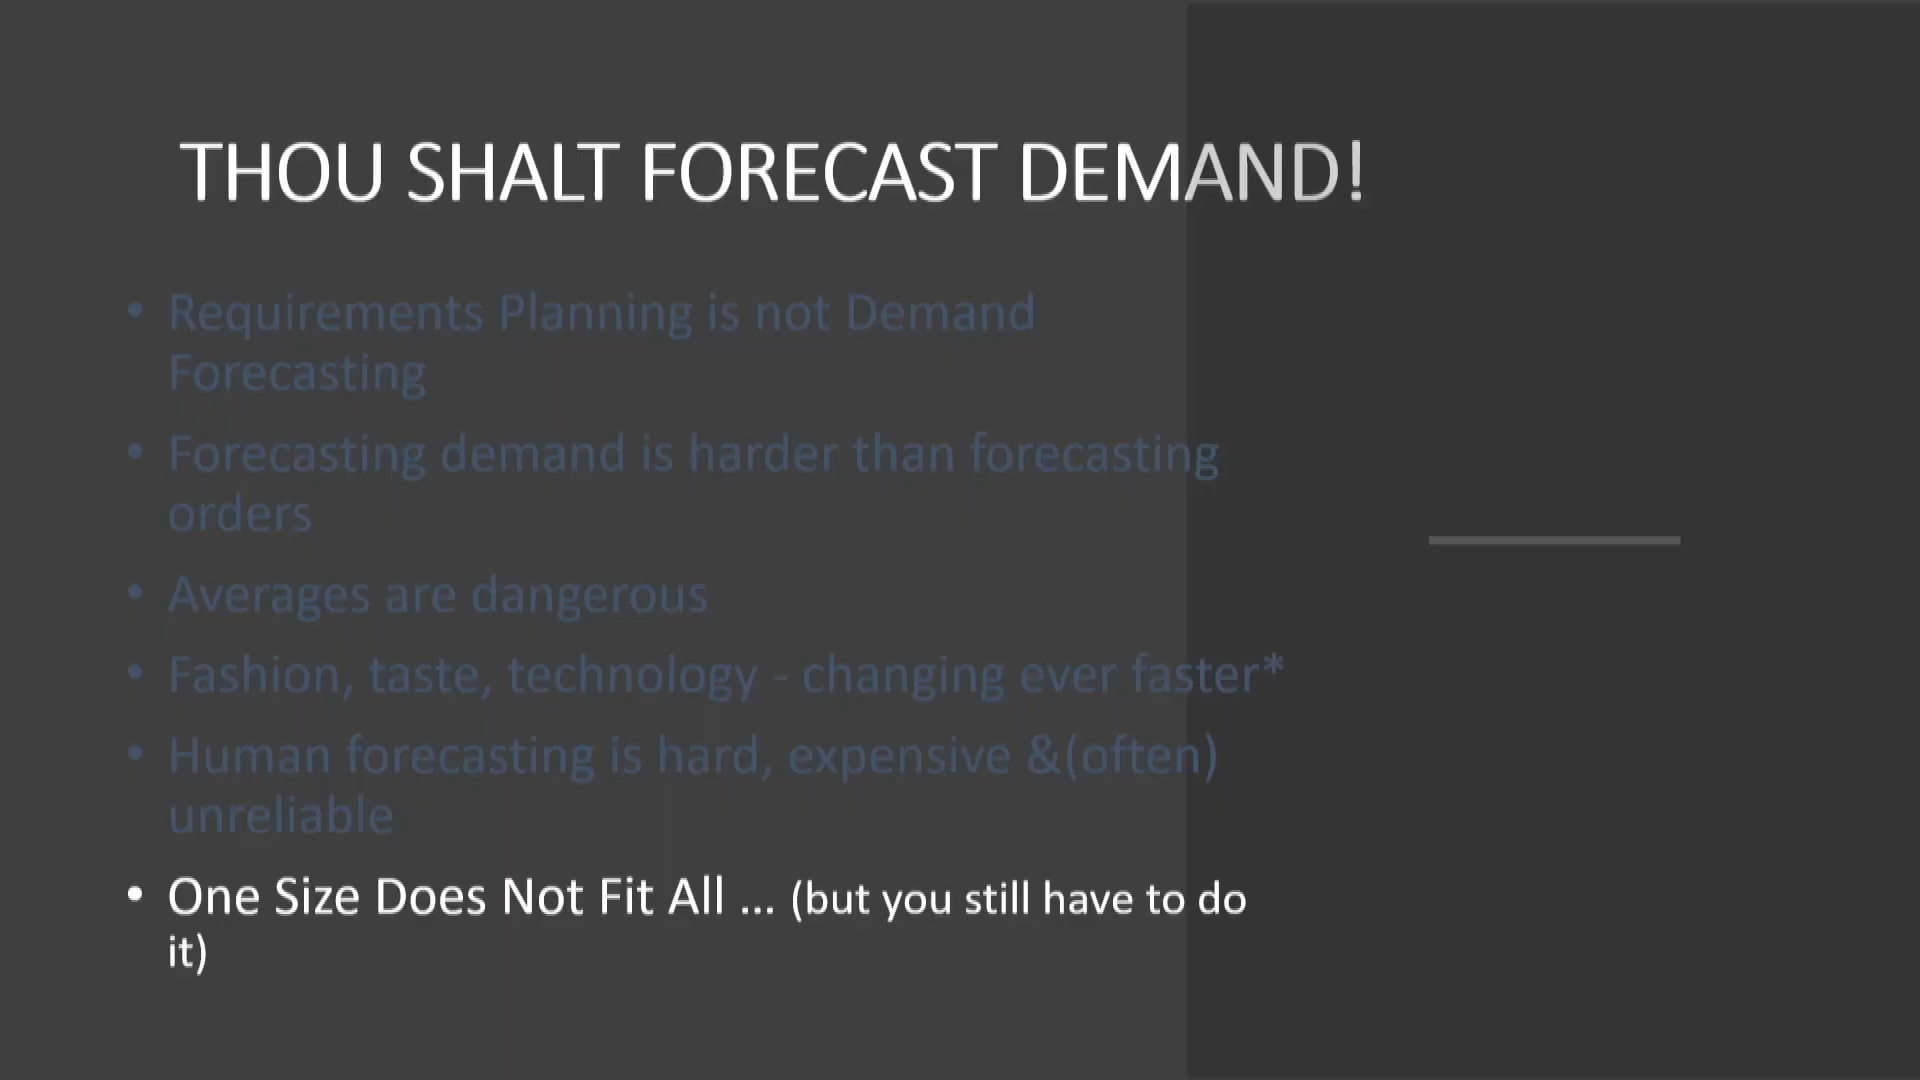 THOU SHALT FORECAST DEMAND!
• Requirements Planning is not Demand
Forecasting
• Forecasting demand is harder than forecasting
orders
• Averages are dangerous
• Fashion, taste, technology - changing ever faster*
• Human forecasting is hard, expensive &(often)
unreliable
• One Size Does Not Fit All ... (but you still have to do
it)